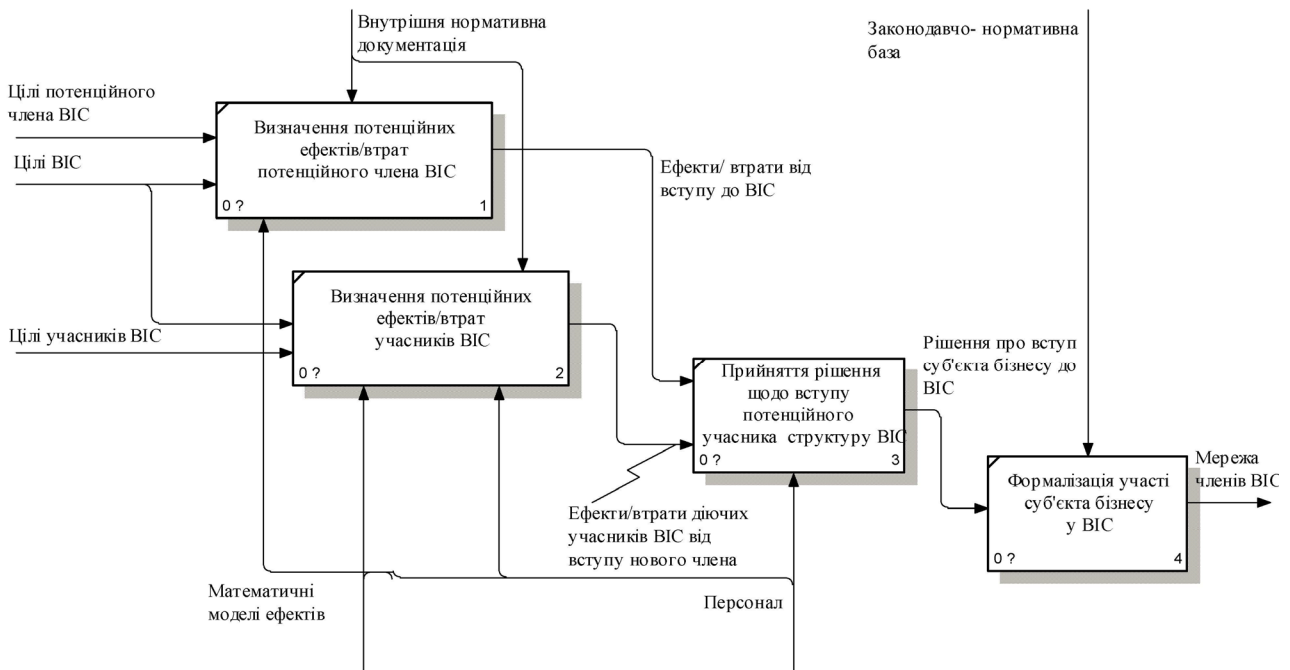 Внутрішня нормативна
документація
Законодавчо- нормативна
база
Цілі потенційного
члена ВІС
Цілі ВІС
Визначення потенційних
ефектів/втрат
потенційного члена ВІС
0 ?
1
Ефекти/ втрати від
вступу до ВІС
Визначення потенційних
ефектів/втрат
учасників ВІС
0 ?
2
Цілі учасників ВІС
Прийняття рішення
щодо вступу
потенційного
учасника структуру ВІС
0 ?
3
Рішення про вступ
суб'єкта бізнесу до
ВІС
Формалізація участі
суб'єкта бізнесу
у ВІС
0 ?
4
Мережа
членів ВІС
Ефекти/втрати діючих
учасників ВІС від
вступу нового члена
Математичні
моделі ефектів
Персонал